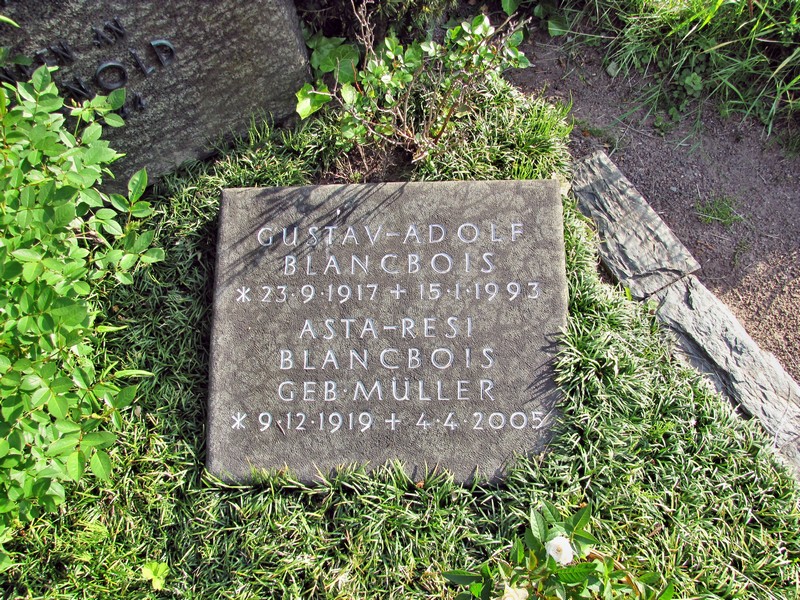 GUSTAV-ADOLF
BLANCBOIS
* 23·9·1917 + 15·1·1993
ASTA-RESI
BLANCBOIS
GEB·MÜLLER
* 9·12·1919 + 4·4·2005